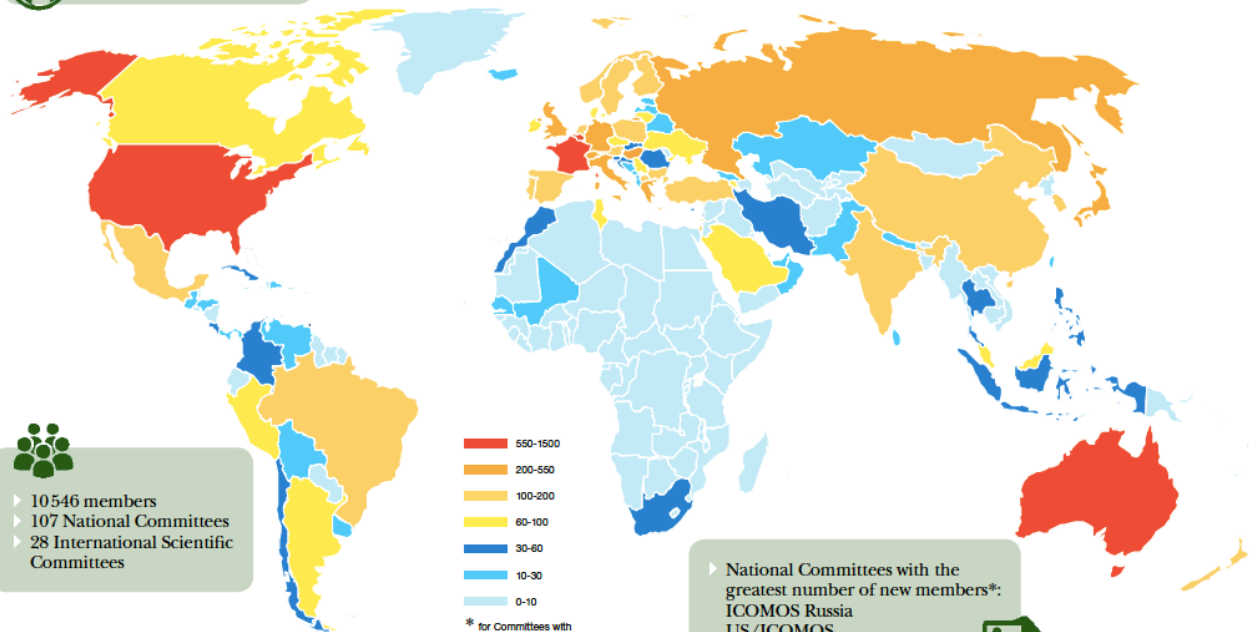 10 546 members
107 National Committees
28 International Scientific
Committees
550-1500
200-550
100-200
60-100
30-60
10-30
0-10
* for Committees with
National Committees with the
greatest number of new members*:
ICOMOS Russia
US/ICOMOS